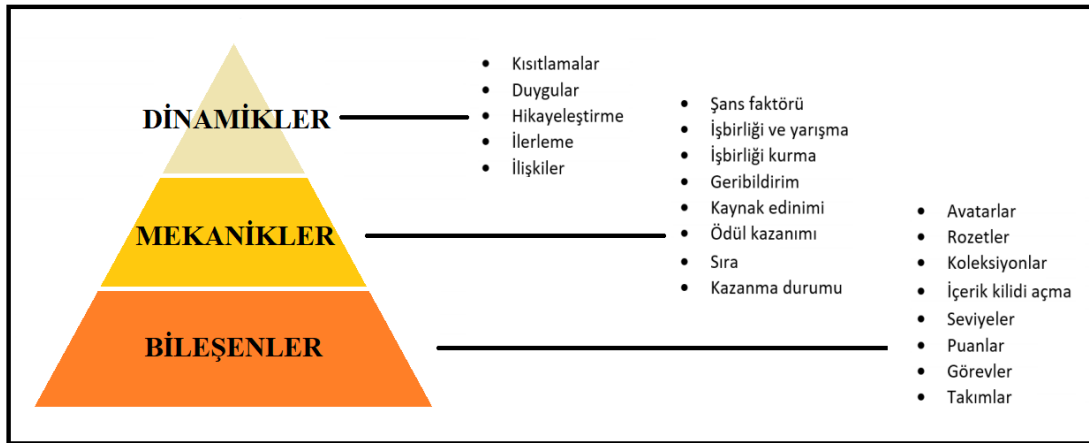 DİNAMİKLER
• Kısıtlamalar
• Duygular
• Hikayeleştirme
• İlerleme
• İlişkiler
MEKANİKLER
• Şans faktörü
• İşbirliği ve yarışma
• İşbirliği kurma
• Geribildirim
• Kaynak edinimi
• Ödül kazanımı
• Sıra
• Kazanma durumu
BİLEŞENLER
• Avatarlar
• Rozetler
• Koleksiyonlar
• İçerik kilidi açma
• Seviyeler
• Puanlar
• Görevler
• Takımlar